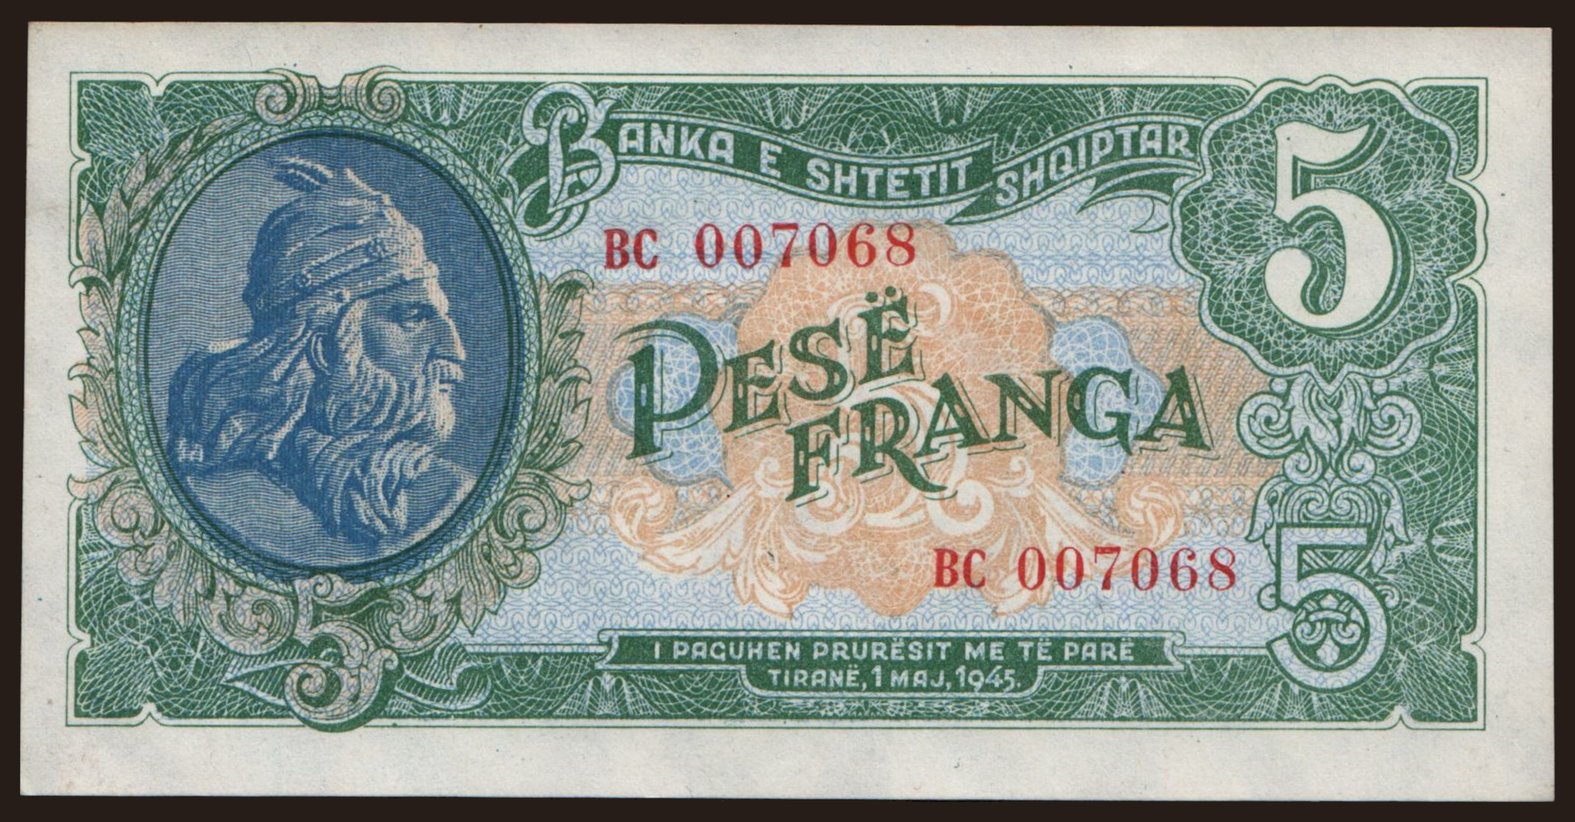 BANKA E SHTETIT SHQIPTAR
5
BC 007068
PESË
FRANGA
BC 007068
5
5
I PAGUHEN PRURËSIT ME TË PARË
TIRANË, 1 MAJ, 1945.